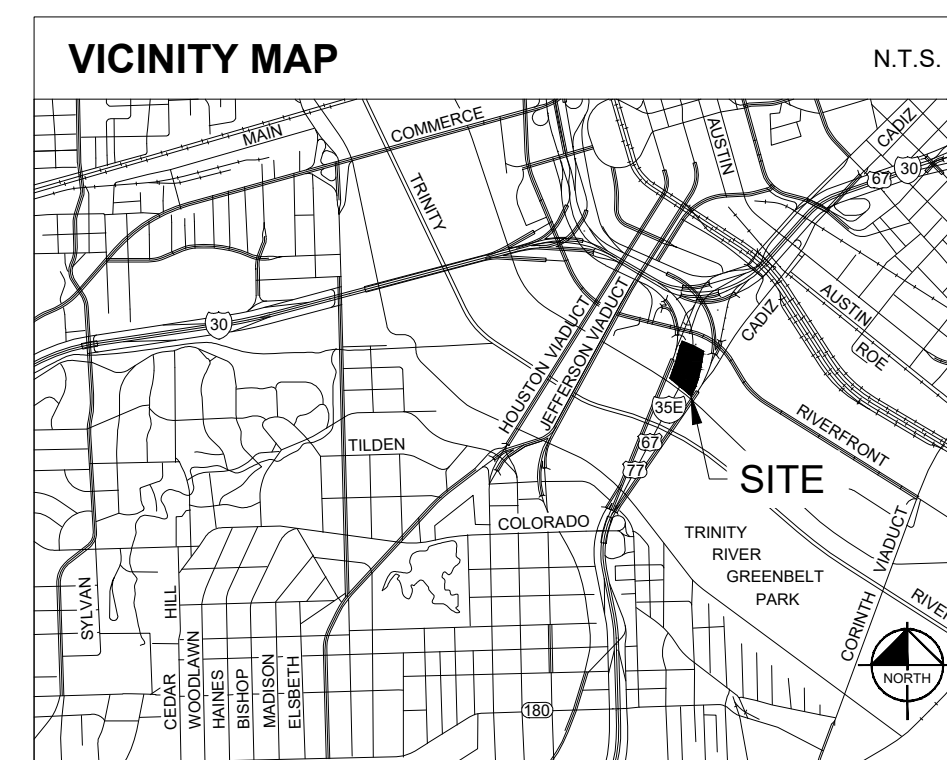 VICINITY MAP
N.T.S.
MAIN
COMMERCE
AUSTIN
CADIZ
67
30
TRINITY
30
HOUSTON VIADUCT
JEFFERSON VIADUCT
CADIZ
AUSTIN
ROE
35E
67
77
RIVERFRONT
TILDEN
SITE
COLORADO
TRINITY
RIVER
GREENBELT
PARK
CORINTH VIADUCT
RIVER
SYLVAN
CEDAR HILL
WOODLAWN
HAINES
BISHOP
MADISON
ELSBETH
180
NORTH